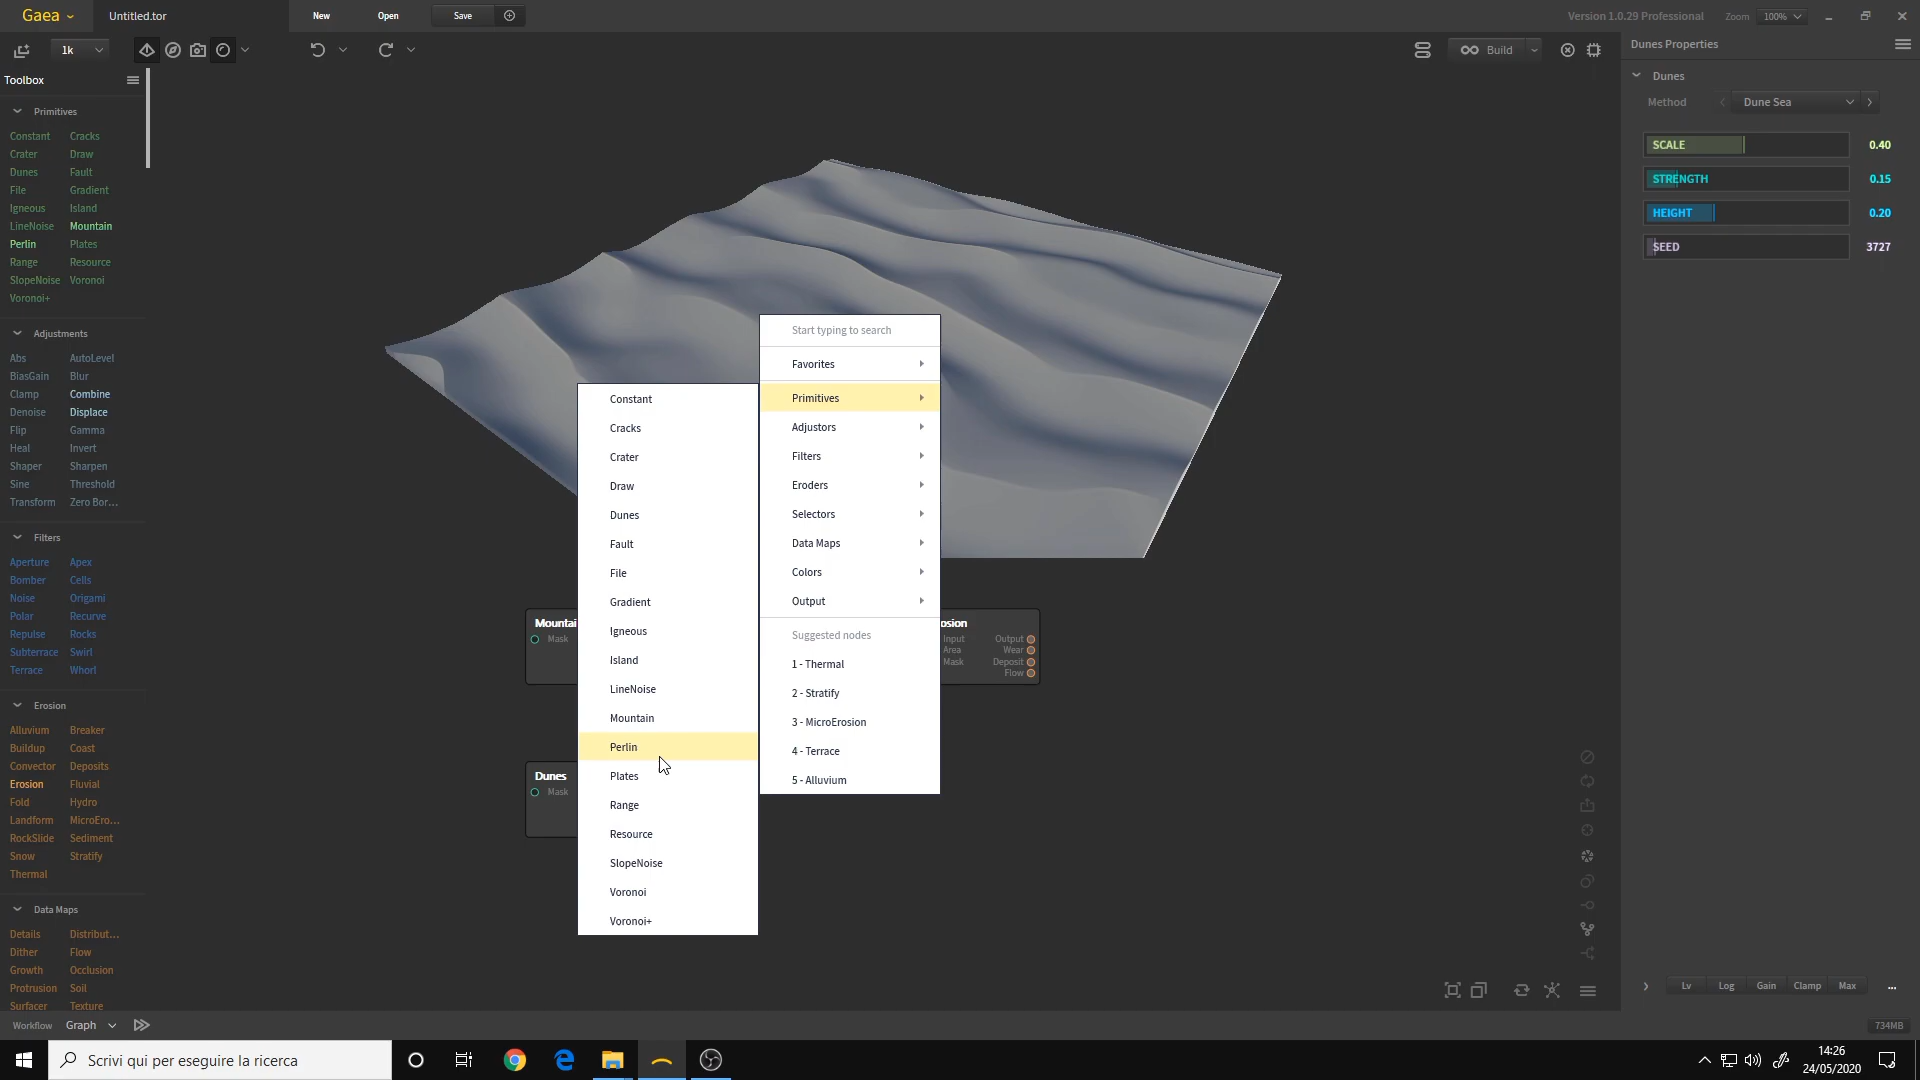 Gaea
Untitled.tor
New
Open
Save
Version 1.0.29 Professional
Zoom
100%
1k
Build
Dunes Properties
Toolbox
Dunes
Method
Dune Sea
SCALE 0.40
STRENGTH 0.15
HEIGHT 0.20
SEED 3727
Primitives
Constant Cracks
Crater Draw
Dunes Fault
File Gradient
Igneous Island
LineNoise Mountain
Perlin Plates
Range Resource
SlopeNoise Voronoi
Voronoi+
Adjustments
Abs AutoLevel
BiasGain Blur
Clamp Combine
Denoise Displace
Flip Gamma
Heal Invert
Shaper Sharpen
Sine Threshold
Transform Zero Bor...
Filters
Aperture Apex
Bomber Cells
Noise Origami
Polar Recurve
Repulse Rocks
Subterrace Swirl
Terrace Whorl
Erosion
Alluvium Breaker
Buildup Coast
Convector Deposits
Erosion Fluvial
Fold Hydro
Landform MicroEro...
RockSlide Sediment
Snow Stratify
Thermal
Data Maps
Details Distribut...
Dither Flow
Growth Occlusion
Protrusion Soil
Surfacer Texture
Start typing to search
Favorites
Primitives
Adjustors
Filters
Eroders
Selectors
Data Maps
Colors
Output
Suggested nodes
1 - Thermal
2 - Stratify
3 - MicroErosion
4 - Terrace
5 - Alluvium
Constant
Cracks
Crater
Draw
Dunes
Fault
File
Gradient
Igneous
Island
LineNoise
Mountain
Perlin
Plates
Range
Resource
SlopeNoise
Voronoi
Voronoi+
Mountai
Mask
Dunes
Mask
osion
Input Output
Area Wear
Mask Deposit
Flow
Lv Log Gain Clamp Max ...
Workflow Graph
734MB
Scrivi qui per eseguire la ricerca
14:26
24/05/2020